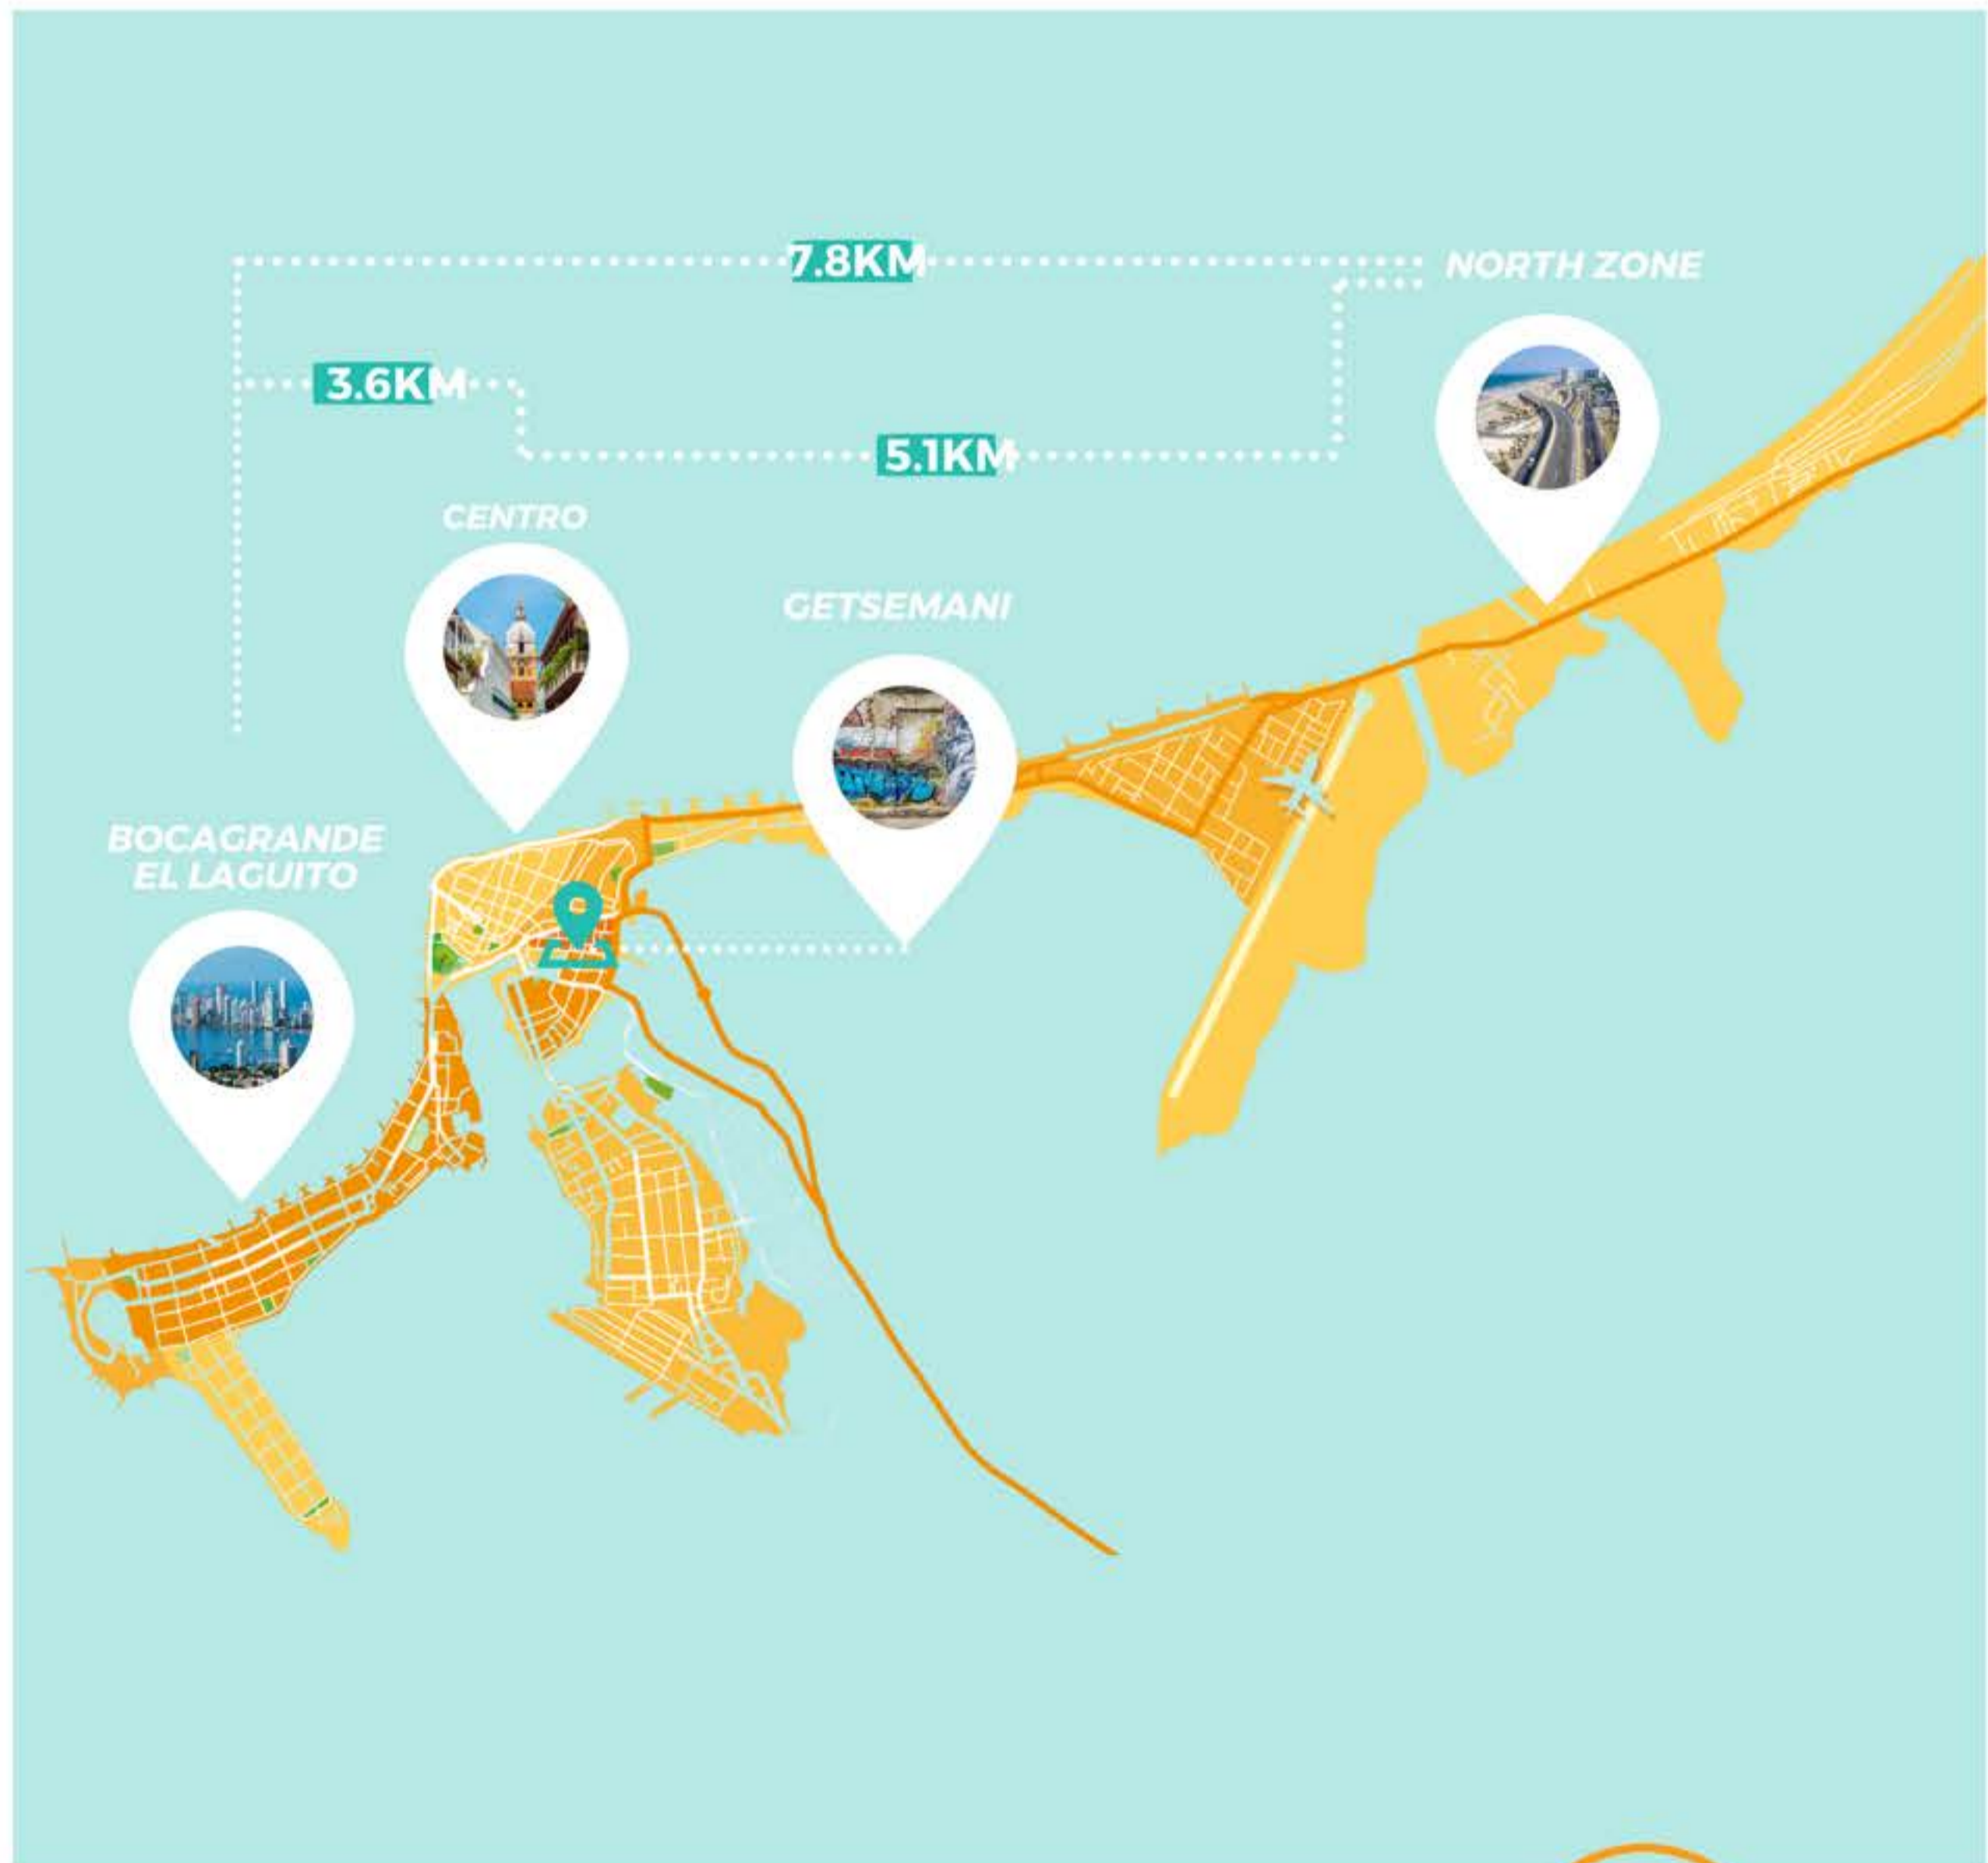 7.8KM
NORTH ZONE
3.6KM
5.1KM
CENTRO
GETSEMANI
BOCAGRANDE
EL LAGUITO